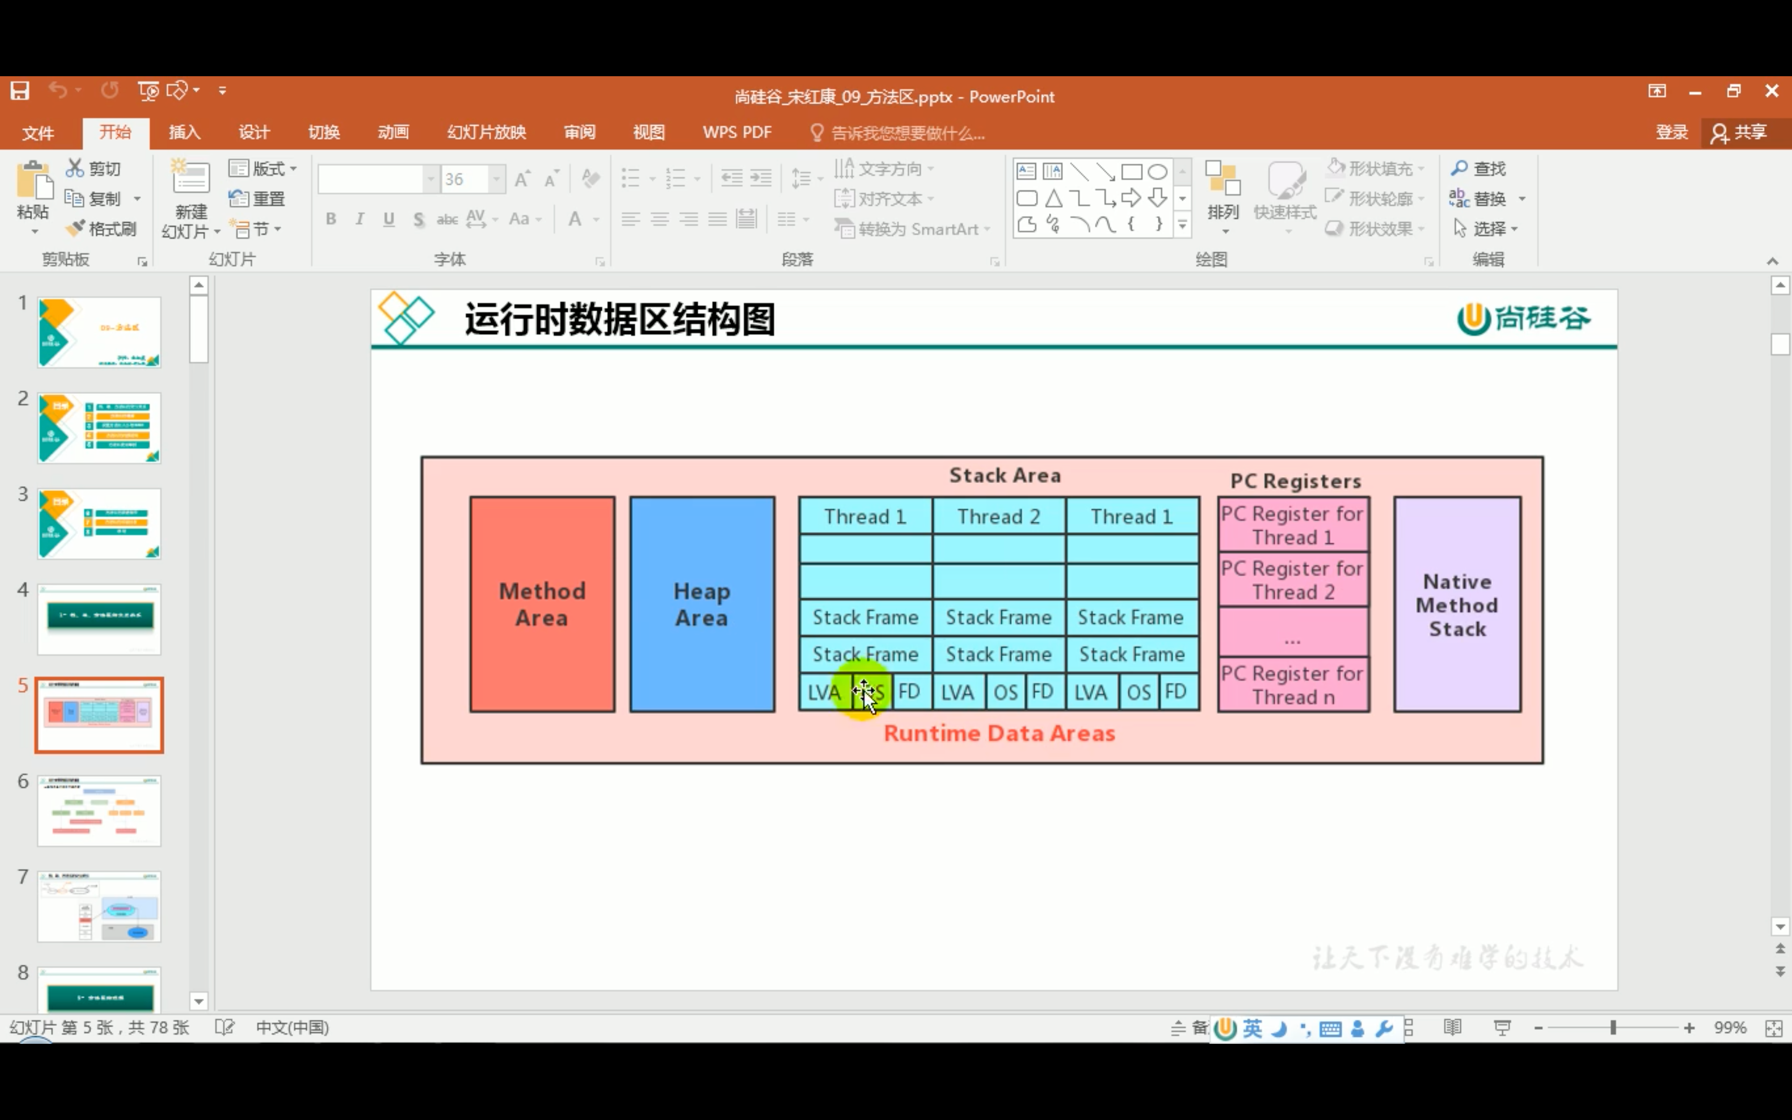 尚硅谷_宋红康_09_方法区.pptx - PowerPoint
文件 开始 插入 设计 切换 动画 幻灯片放映 审阅 视图 WPS PDF 告诉我您想要做什么... 登录 共享
剪切
复制
格式刷
粘贴
剪贴板
新建
幻灯片
版式
重置
节
幻灯片
36
B I U S abc AV Aa A
字体
文字方向
对齐文本
转换为 SmartArt
段落
排列
快速样式
形状填充
形状轮廓
形状效果
绘图
查找
替换
选择
编辑
1
2
3
4
5
6
7
8
运行时数据区结构图
尚硅谷
Stack Area
PC Registers
Method
Area
Heap
Area
Thread 1 Thread 2 Thread 1
Stack Frame Stack Frame Stack Frame
Stack Frame Stack Frame Stack Frame
LVA FD LVA OS FD LVA OS FD
PC Register for
Thread 1
PC Register for
Thread 2
...
PC Register for
Thread n
Native
Method
Stack
Runtime Data Areas
让天下没有难学的技术
幻灯片 第 5 张，共 78 张 中文(中国) 英 99%